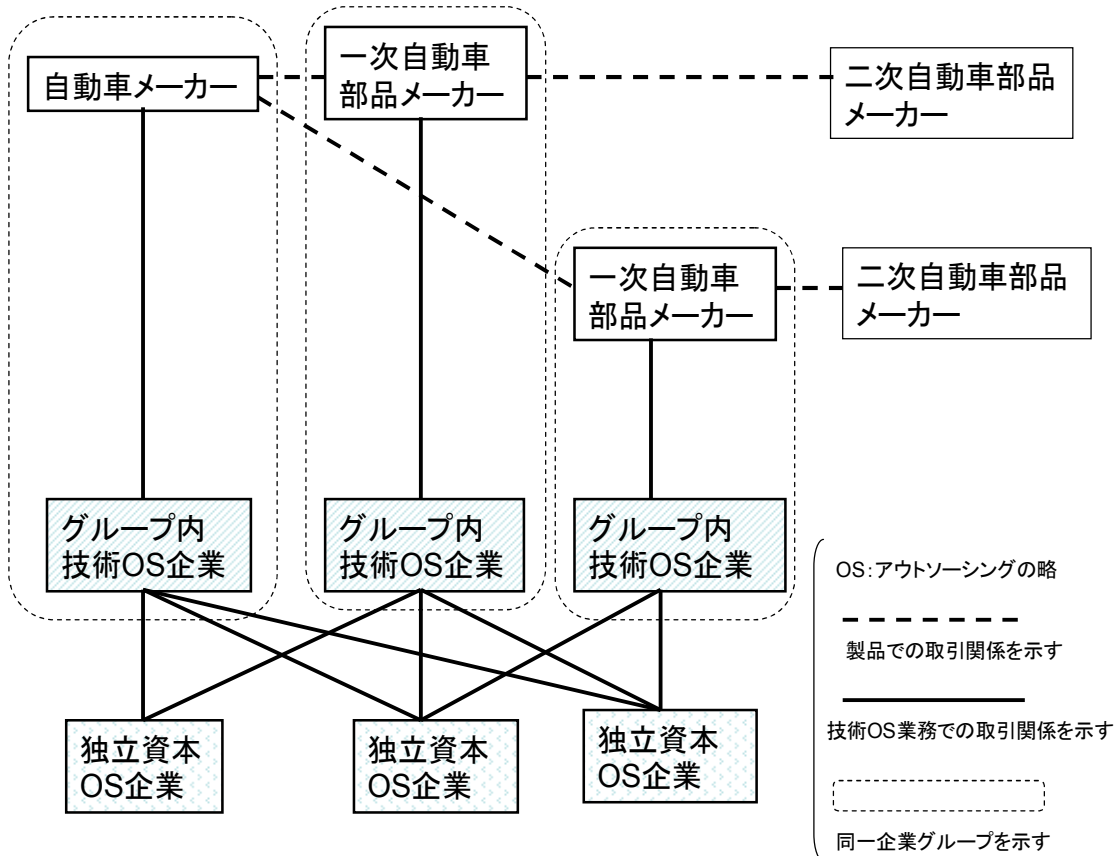 自動車メーカー
一次自動車
部品メーカー
二次自動車部品
メーカー
一次自動車
部品メーカー
二次自動車部品
メーカー
グループ内
技術OS企業
グループ内
技術OS企業
グループ内
技術OS企業
独立資本
OS企業
独立資本
OS企業
独立資本
OS企業
OS:アウトソーシングの略
製品での取引関係を示す
技術OS業務での取引関係を示す
同一企業グループを示す